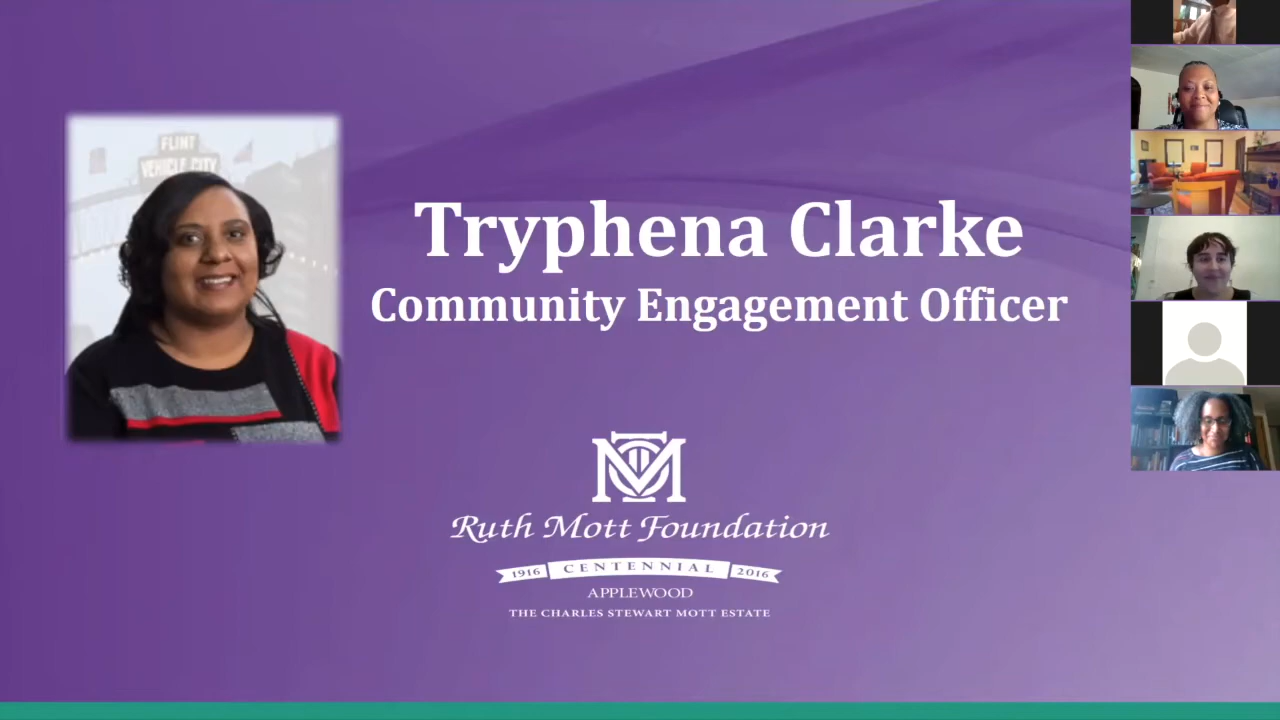 FLINT
VEHICLE CITY
Tryphena Clarke
Community Engagement Officer
Ruth Mott Foundation
1916 CENTENNIAL 2016
APPLEWOOD
THE CHARLES STEWART MOTT ESTATE